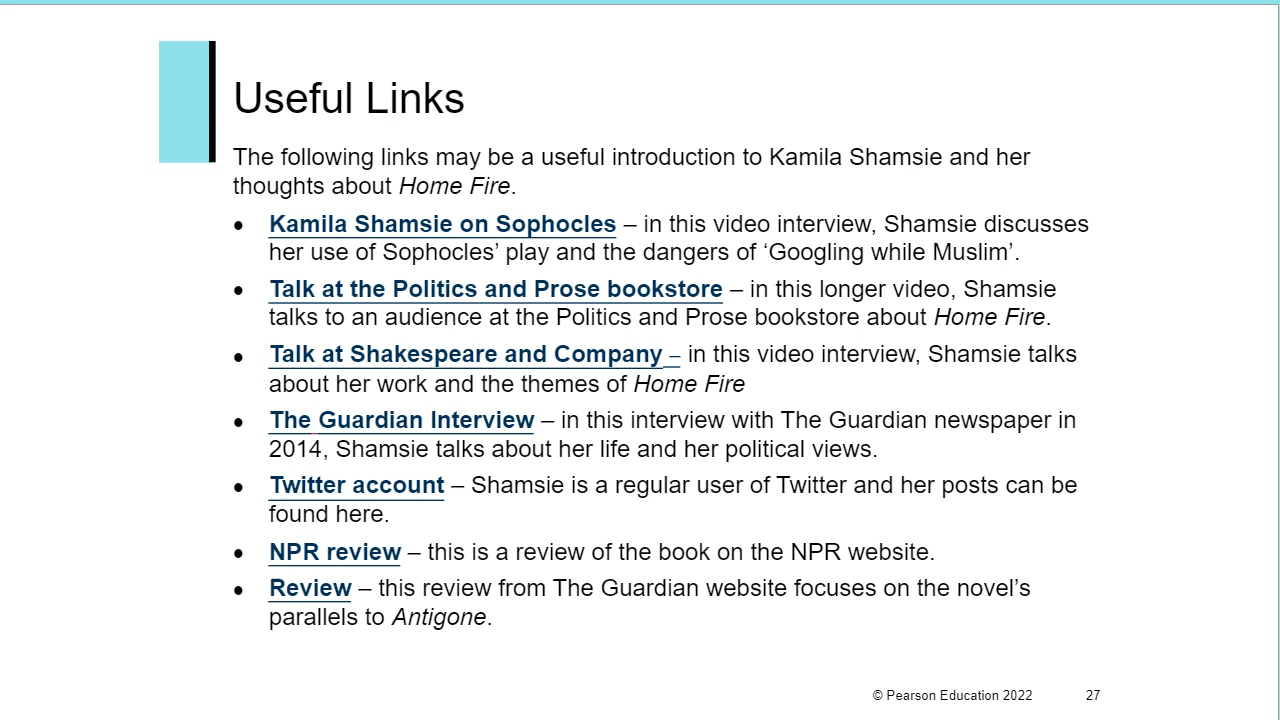 Useful Links
The following links may be a useful introduction to Kamila Shamsie and her
thoughts about Home Fire.
• Kamila Shamsie on Sophocles – in this video interview, Shamsie discusses
her use of Sophocles’ play and the dangers of ‘Googling while Muslim’.
• Talk at the Politics and Prose bookstore – in this longer video, Shamsie
talks to an audience at the Politics and Prose bookstore about Home Fire.
• Talk at Shakespeare and Company – in this video interview, Shamsie talks
about her work and the themes of Home Fire
• The Guardian Interview – in this interview with The Guardian newspaper in
2014, Shamsie talks about her life and her political views.
• Twitter account – Shamsie is a regular user of Twitter and her posts can be
found here.
• NPR review – this is a review of the book on the NPR website.
• Review – this review from The Guardian website focuses on the novel’s
parallels to Antigone.
© Pearson Education 2022 27